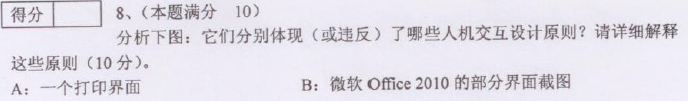 得分
8、（本题满分 10）
分析下图：它们分别体现（或违反）了哪些人机交互设计原则？请详细解释
这些原则（10 分）。
A：一个打印界面 B：微软 Office 2010 的部分界面截图